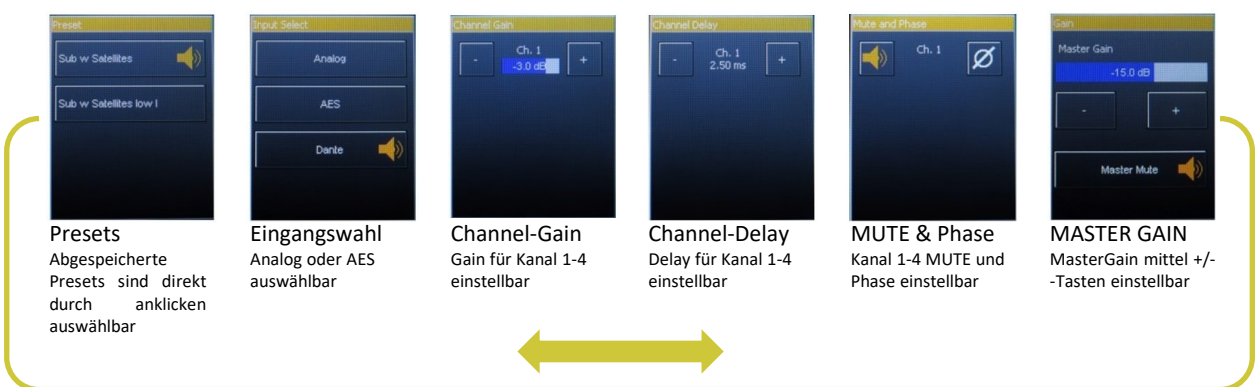 Preset
Sub w Satellites
Sub w Satellites low l
Input Select
Analog
AES
Dante
Channel Gain
Ch. 1
-3.0 dB
-
+
Channel Delay
Ch. 1
2.50 ms
-
+
Mute and Phase
Ch. 1
Ø
Gain
Master Gain
-15.0 dB
-
+
Master Mute
Presets
Abgespeicherte
Presets sind direkt
durch anklicken
auswählbar
Eingangswahl
Analog oder AES
auswählbar
Channel-Gain
Gain für Kanal 1-4
einstellbar
Channel-Delay
Delay für Kanal 1-4
einstellbar
MUTE & Phase
Kanal 1-4 MUTE und
Phase einstellbar
MASTER GAIN
MasterGain mittel +/-
-Tasten einstellbar